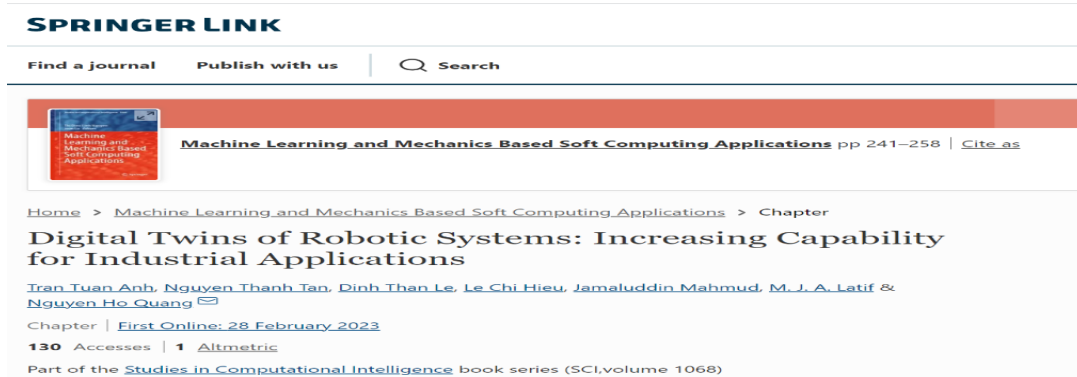 SPRINGER LINK
Find a journal Publish with us Search
Machine
Learning and
Mechanics Based
Soft Computing
Applications
Machine Learning and Mechanics Based Soft Computing Applications pp 241–258 | Cite as
Home > Machine Learning and Mechanics Based Soft Computing Applications > Chapter
Digital Twins of Robotic Systems: Increasing Capability
for Industrial Applications
Tran Tuan Anh, Nguyen Thanh Tan, Dinh Than Le, Le Chi Hieu, Jamaluddin Mahmud, M. J. A. Latif &
Nguyen Ho Quang
Chapter | First Online: 28 February 2023
130 Accesses | 1 Altmetric
Part of the Studies in Computational Intelligence book series (SCI,volume 1068)